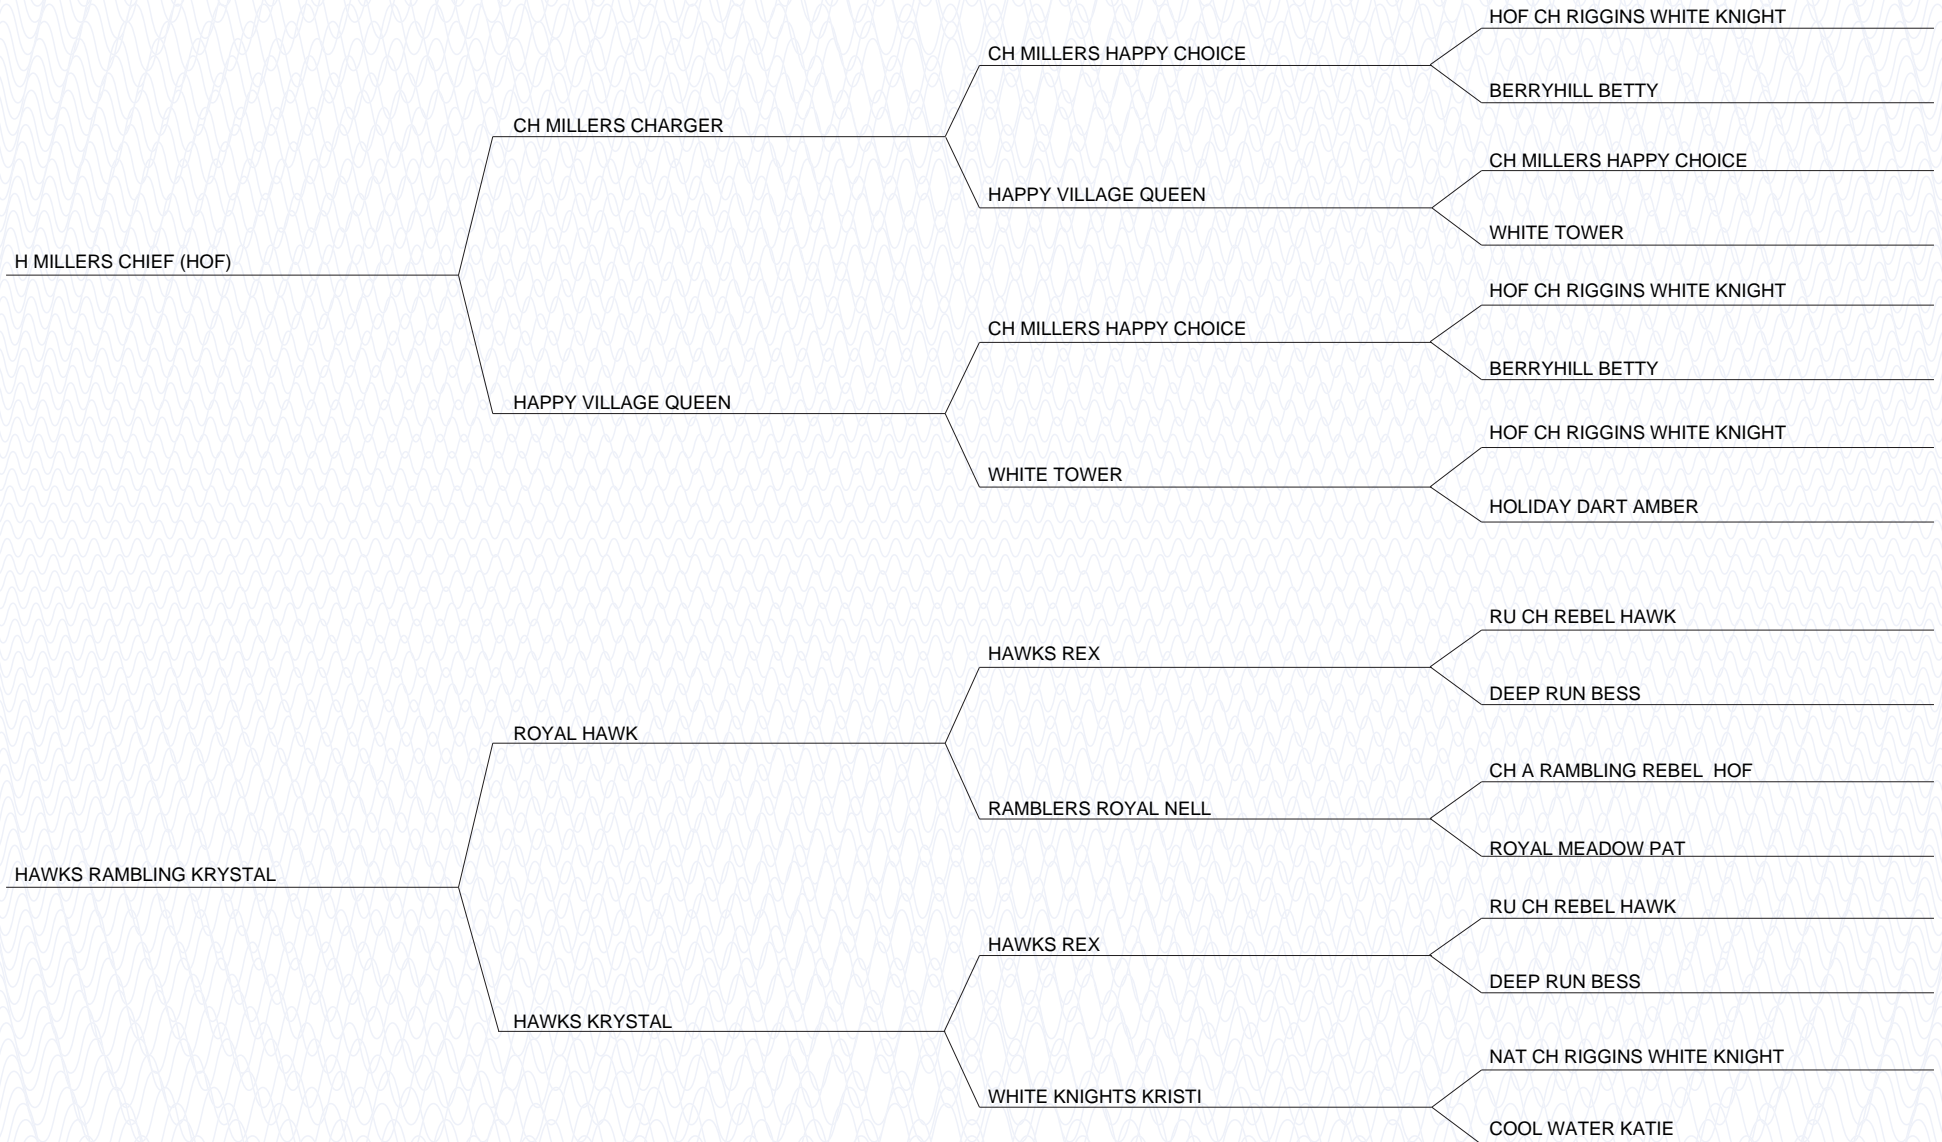 HOF CH RIGGINS WHITE KNIGHT
CH MILLERS HAPPY CHOICE
BERRYHILL BETTY
CH MILLERS CHARGER
CH MILLERS HAPPY CHOICE
HAPPY VILLAGE QUEEN
WHITE TOWER
H MILLERS CHIEF (HOF)
HOF CH RIGGINS WHITE KNIGHT
CH MILLERS HAPPY CHOICE
BERRYHILL BETTY
HAPPY VILLAGE QUEEN
HOF CH RIGGINS WHITE KNIGHT
WHITE TOWER
HOLIDAY DART AMBER
RU CH REBEL HAWK
HAWKS REX
DEEP RUN BESS
ROYAL HAWK
CH A RAMBLING REBEL  HOF
RAMBLERS ROYAL NELL
ROYAL MEADOW PAT
HAWKS RAMBLING KRYSTAL
RU CH REBEL HAWK
HAWKS REX
DEEP RUN BESS
HAWKS KRYSTAL
NAT CH RIGGINS WHITE KNIGHT
WHITE KNIGHTS KRISTI
COOL WATER KATIE